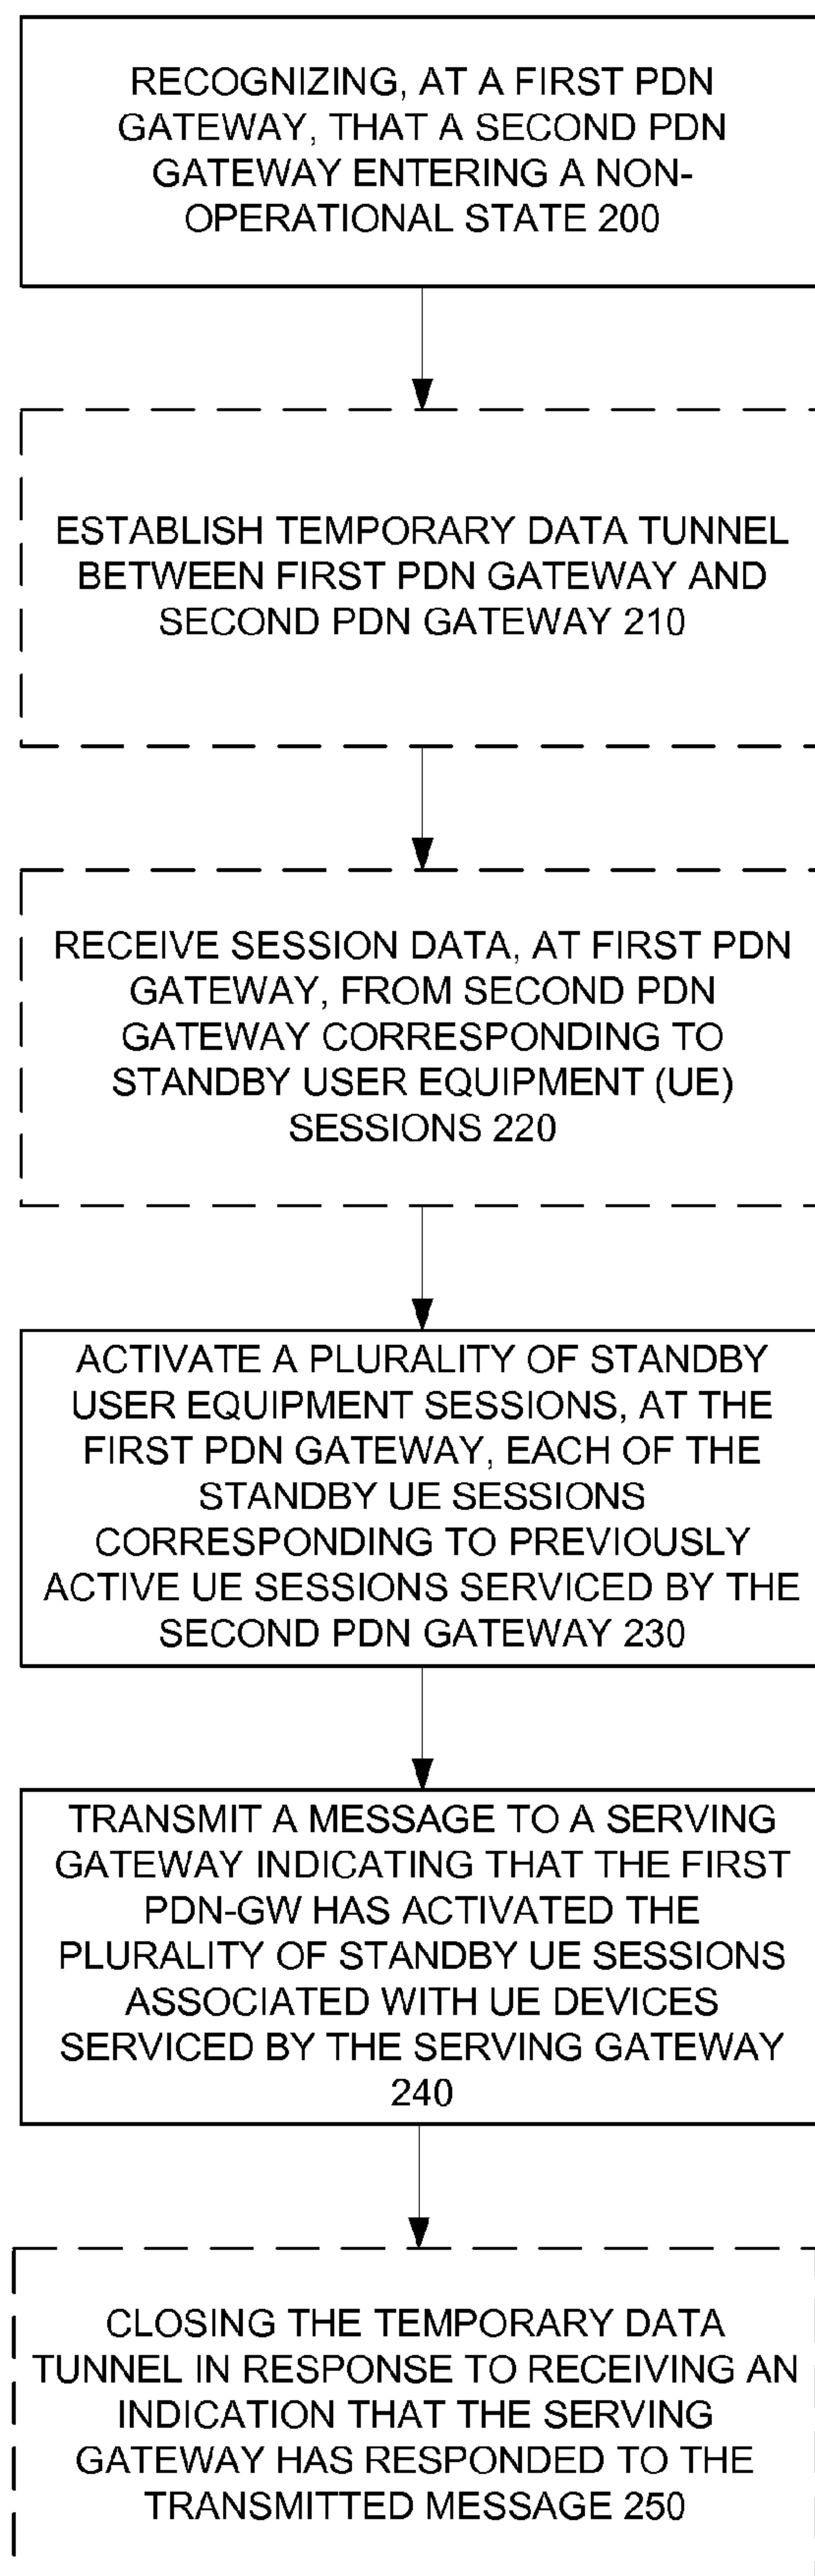 RECOGNIZING, AT A FIRST PDN
GATEWAY, THAT A SECOND PDN
GATEWAY ENTERING A NON-
OPERATIONAL STATE 200
ESTABLISH TEMPORARY DATA TUNNEL
BETWEEN FIRST PDN GATEWAY AND
SECOND PDN GATEWAY 210
RECEIVE SESSION DATA, AT FIRST PDN
GATEWAY, FROM SECOND PDN
GATEWAY CORRESPONDING TO
STANDBY USER EQUIPMENT (UE)
SESSIONS 220
ACTIVATE A PLURALITY OF STANDBY
USER EQUIPMENT SESSIONS, AT THE
FIRST PDN GATEWAY, EACH OF THE
STANDBY UE SESSIONS
CORRESPONDING TO PREVIOUSLY
ACTIVE UE SESSIONS SERVICED BY THE
SECOND PDN GATEWAY 230
TRANSMIT A MESSAGE TO A SERVING
GATEWAY INDICATING THAT THE FIRST
PDN-GW HAS ACTIVATED THE
PLURALITY OF STANDBY UE SESSIONS
ASSOCIATED WITH UE DEVICES
SERVICED BY THE SERVING GATEWAY
240
CLOSING THE TEMPORARY DATA
TUNNEL IN RESPONSE TO RECEIVING AN
INDICATION THAT THE SERVING
GATEWAY HAS RESPONDED TO THE
TRANSMITTED MESSAGE 250